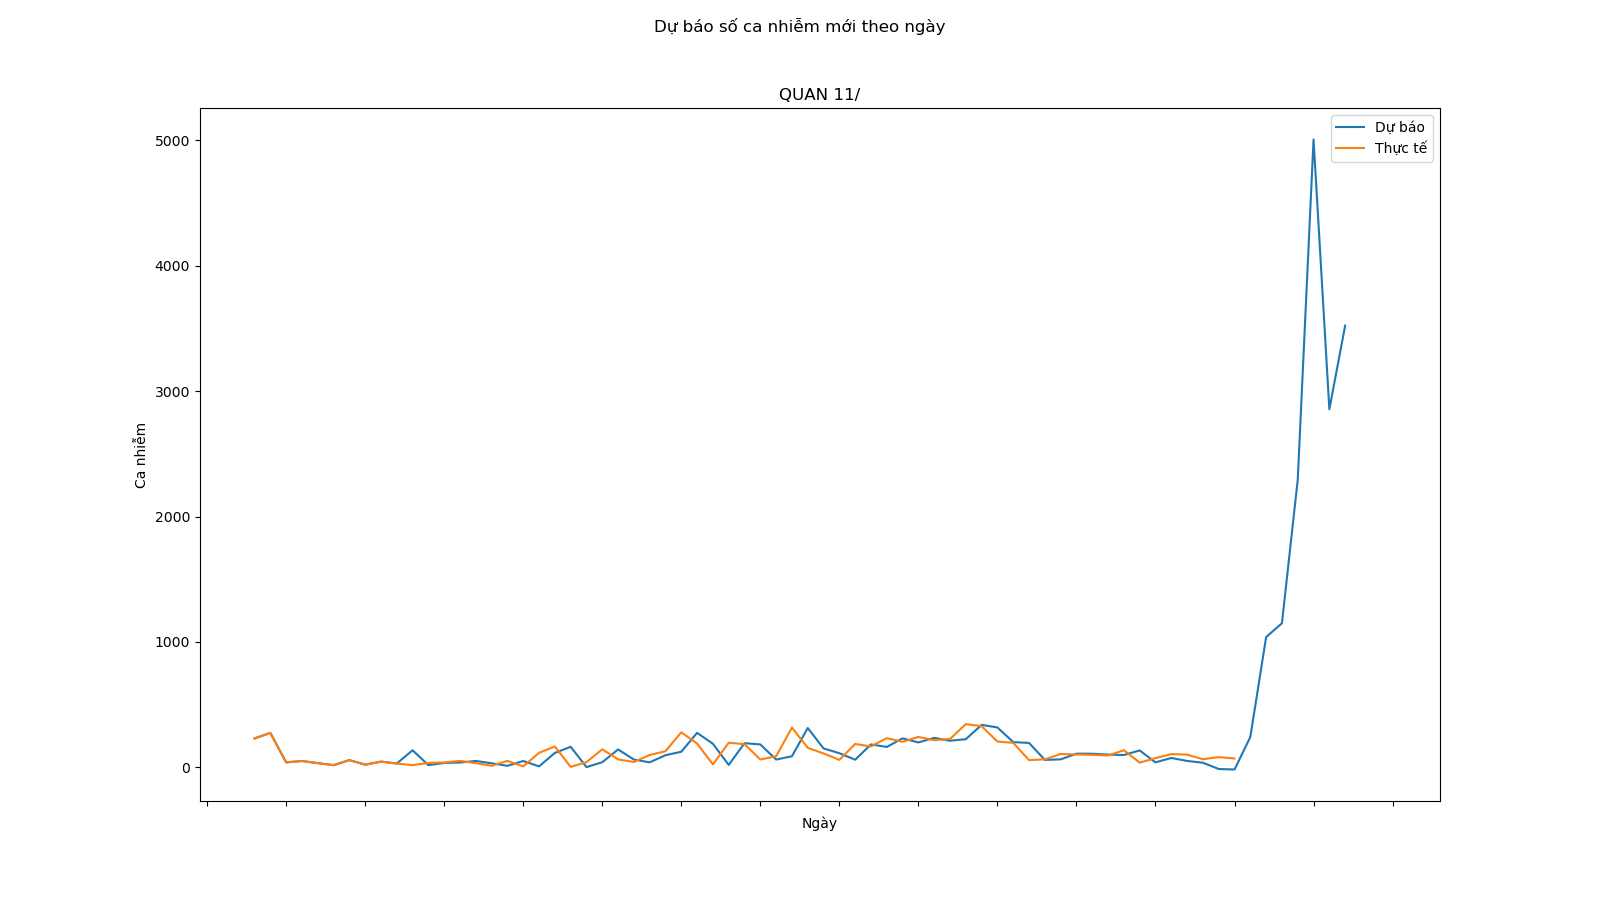 Dự báo số ca nhiễm mới theo ngày
QUAN 11/
Dự báo
Thực tế
5000
4000
3000
2000
1000
0
Ca nhiễm
Ngày